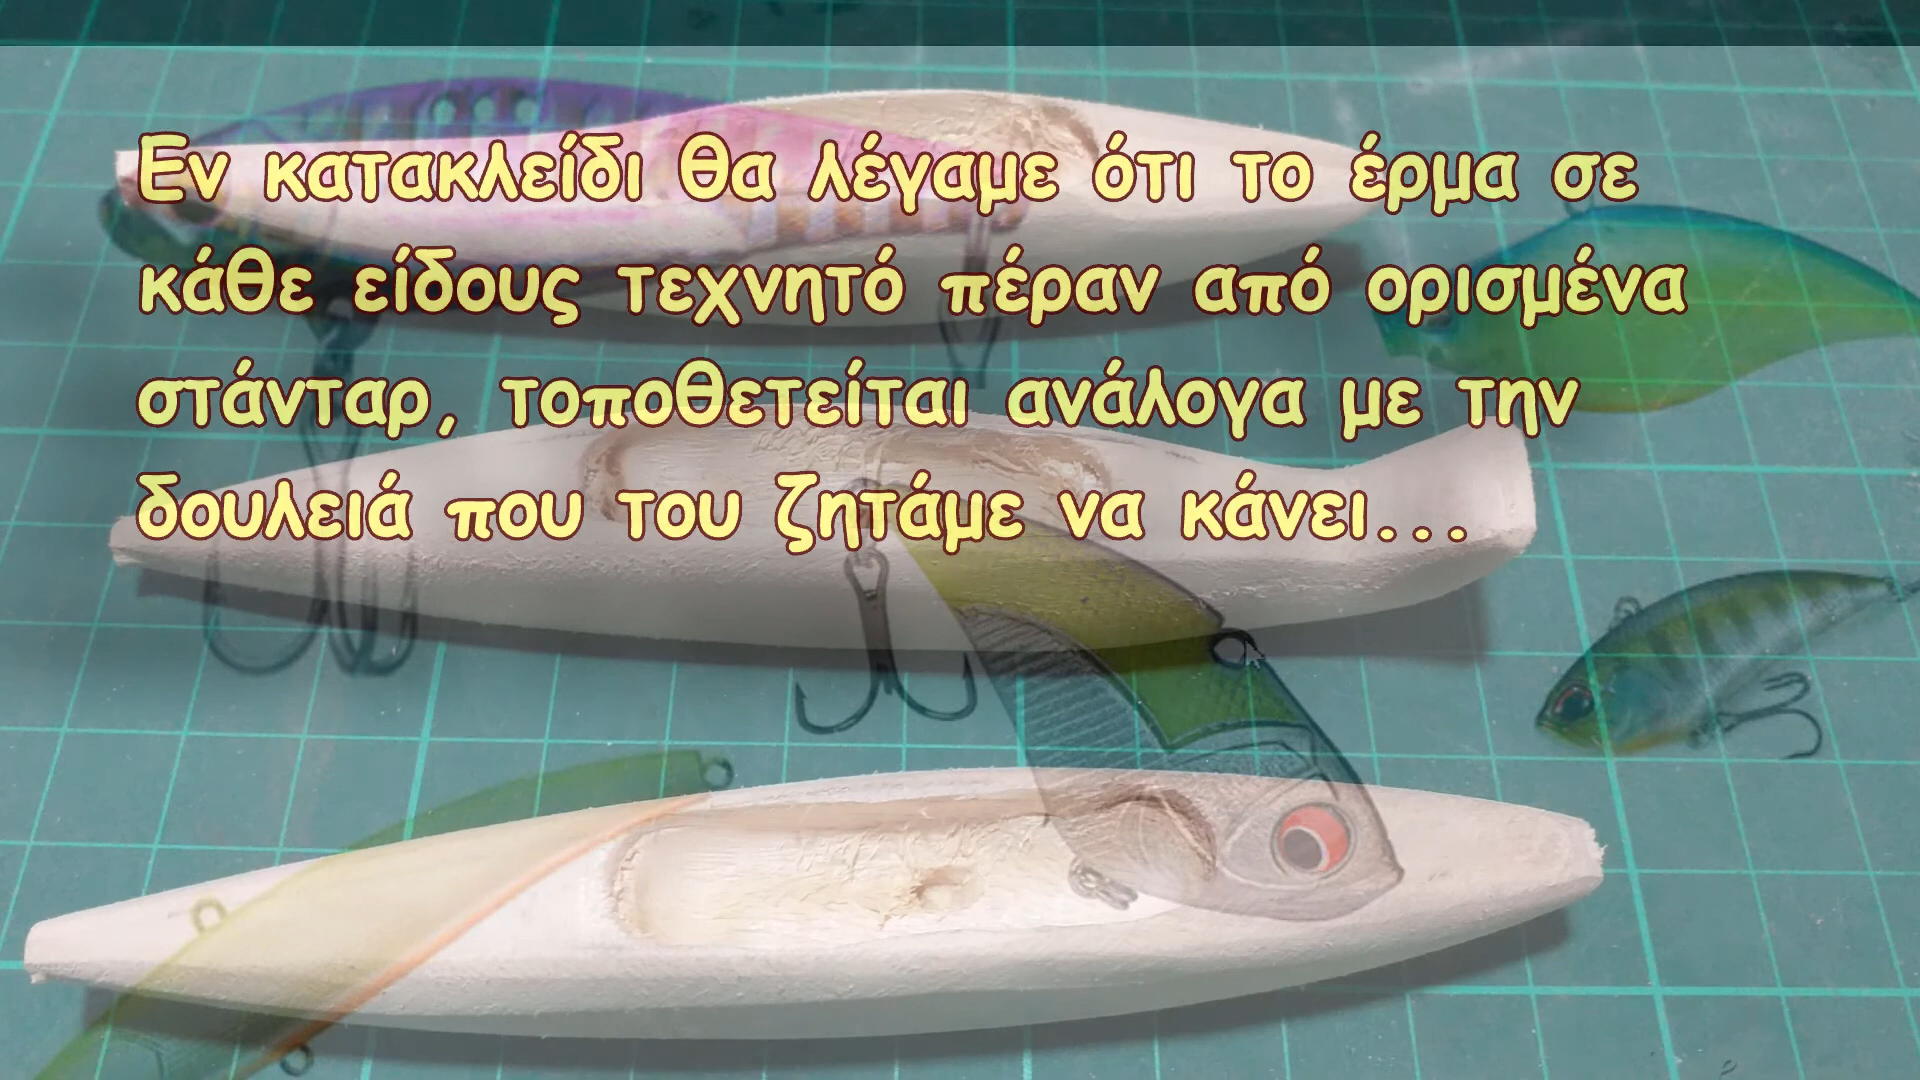 Εν κατακλείδι θα λέγαμε ότι το έρμα σε
κάθε είδους τεχνητό πέραν από ορισμένα
στάνταρ, τοποθετείται ανάλογα με την
δουλειά που του ζητάμε να κάνει...